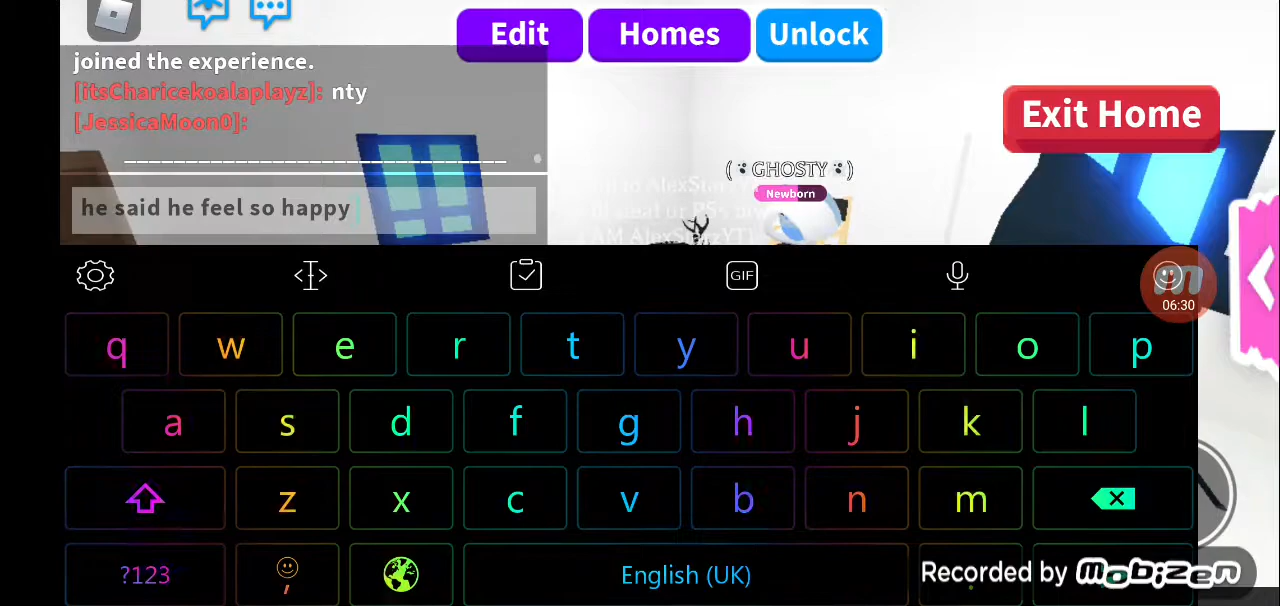 Edit Homes Unlock
joined the experience.
[itsCharicekoalaplayz]: nty
[JessicaMoon0]:
Exit Home
(GHOSTY)
Newborn
he said he feel so happy
GIF
06:30
q w e r t y u i o p
a s d f g h j k l
z x c v b n m
?123 , English (UK) .
Recorded by mobizen